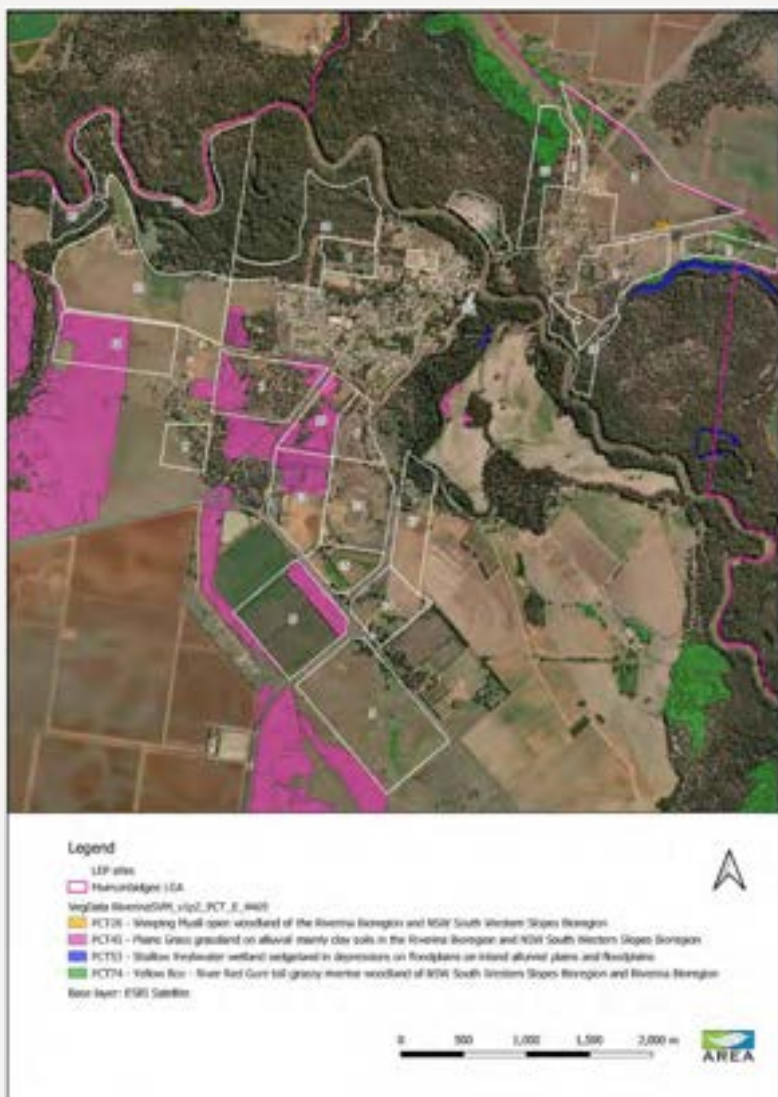 Legend
LEP sites
Murrumbidgee LGA
PCT26 - Weeping Myall open woodland of the Riverina Bioregion and NSW South Western Slopes Bioregion
PCT45 - Plains Grass grassland on alluvial mainly clay soils in the Riverina Bioregion and NSW South Western Slopes Bioregion
PCT53 - Shallow freshwater wetland sedgeland in depressions on floodplains on inland alluvial plains and floodplains
PCT74 - Yellow Box - River Red Gum tall grassy riverine woodland of NSW South Western Slopes Bioregion and Riverina Bioregion
Base layer: ESRI Satellite
0 500 1,000 1,500 2,000 m
AREA